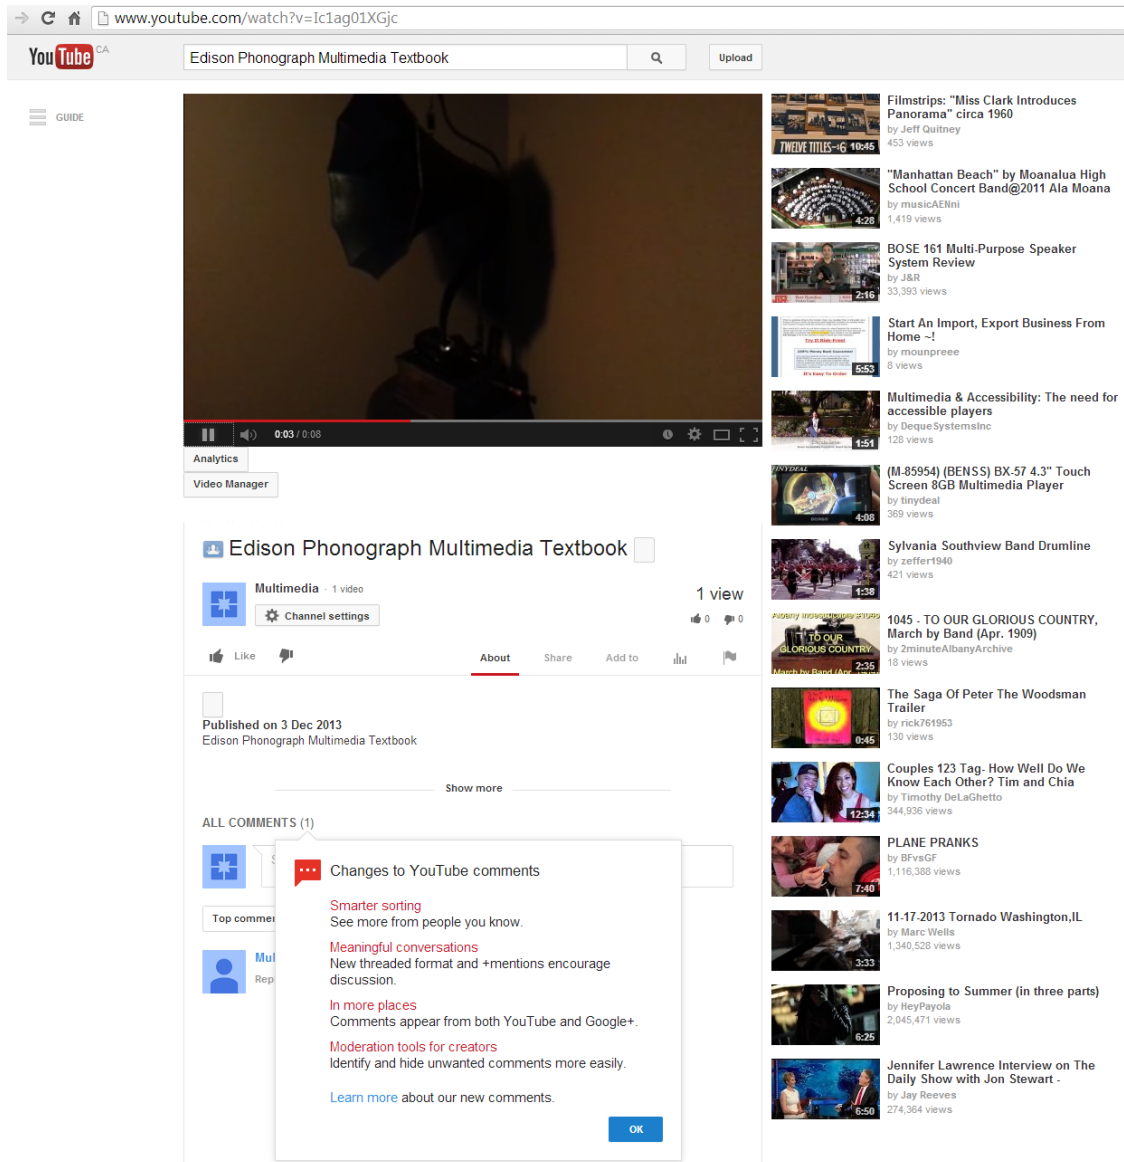 www.youtube.com/watch?v=Ic1ag01XGjc
YouTube CA
Edison Phonograph Multimedia Textbook
Upload
GUIDE
0:03 / 0:08
Analytics
Video Manager
Edison Phonograph Multimedia Textbook
Multimedia · 1 video
Channel settings
1 view
0 0
Like
About Share Add to
Published on 3 Dec 2013
Edison Phonograph Multimedia Textbook
Show more
ALL COMMENTS (1)
S
Top commen
Mul
Rep
Changes to YouTube comments
Smarter sorting
See more from people you know.
Meaningful conversations
New threaded format and +mentions encourage
discussion.
In more places
Comments appear from both YouTube and Google+.
Moderation tools for creators
Identify and hide unwanted comments more easily.
Learn more about our new comments.
OK
TWELVE TITLES 10:45
Filmstrips: "Miss Clark Introduces
Panorama" circa 1960
by Jeff Quitney
453 views
4:28
"Manhattan Beach" by Moanalua High
School Concert Band@2011 Ala Moana
by musicAENni
1,419 views
2:16
BOSE 161 Multi-Purpose Speaker
System Review
by J&R
33,393 views
Try It Risk-Free!
It's Easy To Order
5:53
Start An Import, Export Business From
Home ~!
by mounpreee
8 views
1:51
Multimedia & Accessibility: The need for
accessible players
by DequeSystemsInc
128 views
TINYDEAL
4:08
(M-85954) (BENSS) BX-57 4.3" Touch
Screen 8GB Multimedia Player
by tinydeal
369 views
1:38
Sylvania Southview Band Drumline
by zeffer1940
421 views
TO OUR
GLORIOUS COUNTRY
2:35
March by Band (Apr.
1045 - TO OUR GLORIOUS COUNTRY,
March by Band (Apr. 1909)
by 2minuteAlbanyArchive
18 views
0:45
The Saga Of Peter The Woodsman
Trailer
by rick761953
130 views
12:34
Couples 123 Tag- How Well Do We
Know Each Other? Tim and Chia
by Timothy DeLaGhetto
344,936 views
7:40
PLANE PRANKS
by BFvsGF
1,116,388 views
3:33
11-17-2013 Tornado Washington,IL
by Marc Wells
1,340,528 views
6:25
Proposing to Summer (in three parts)
by HeyPayola
2,045,471 views
6:50
Jennifer Lawrence Interview on The
Daily Show with Jon Stewart -
by Jay Reeves
274,364 views